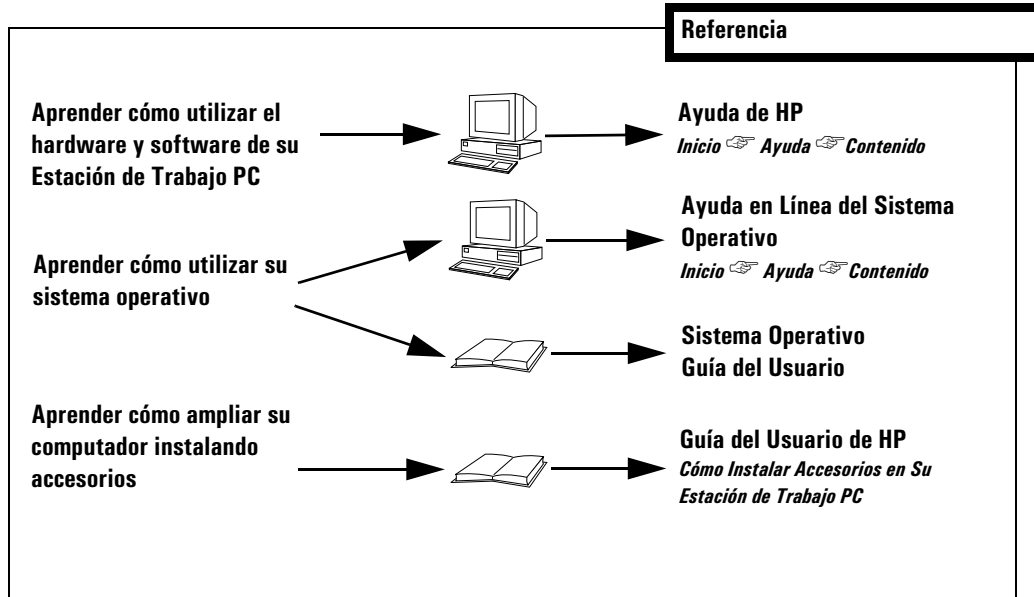 Referencia
Aprender cómo utilizar el
hardware y software de su
Estación de Trabajo PC
Ayuda de HP
Inicio ☞ Ayuda ☞ Contenido
Aprender cómo utilizar su
sistema operativo
Ayuda en Línea del Sistema
Operativo
Inicio ☞ Ayuda ☞ Contenido
Sistema Operativo
Guía del Usuario
Aprender cómo ampliar su
computador instalando
accesorios
Guía del Usuario de HP
Cómo Instalar Accesorios en Su
Estación de Trabajo PC